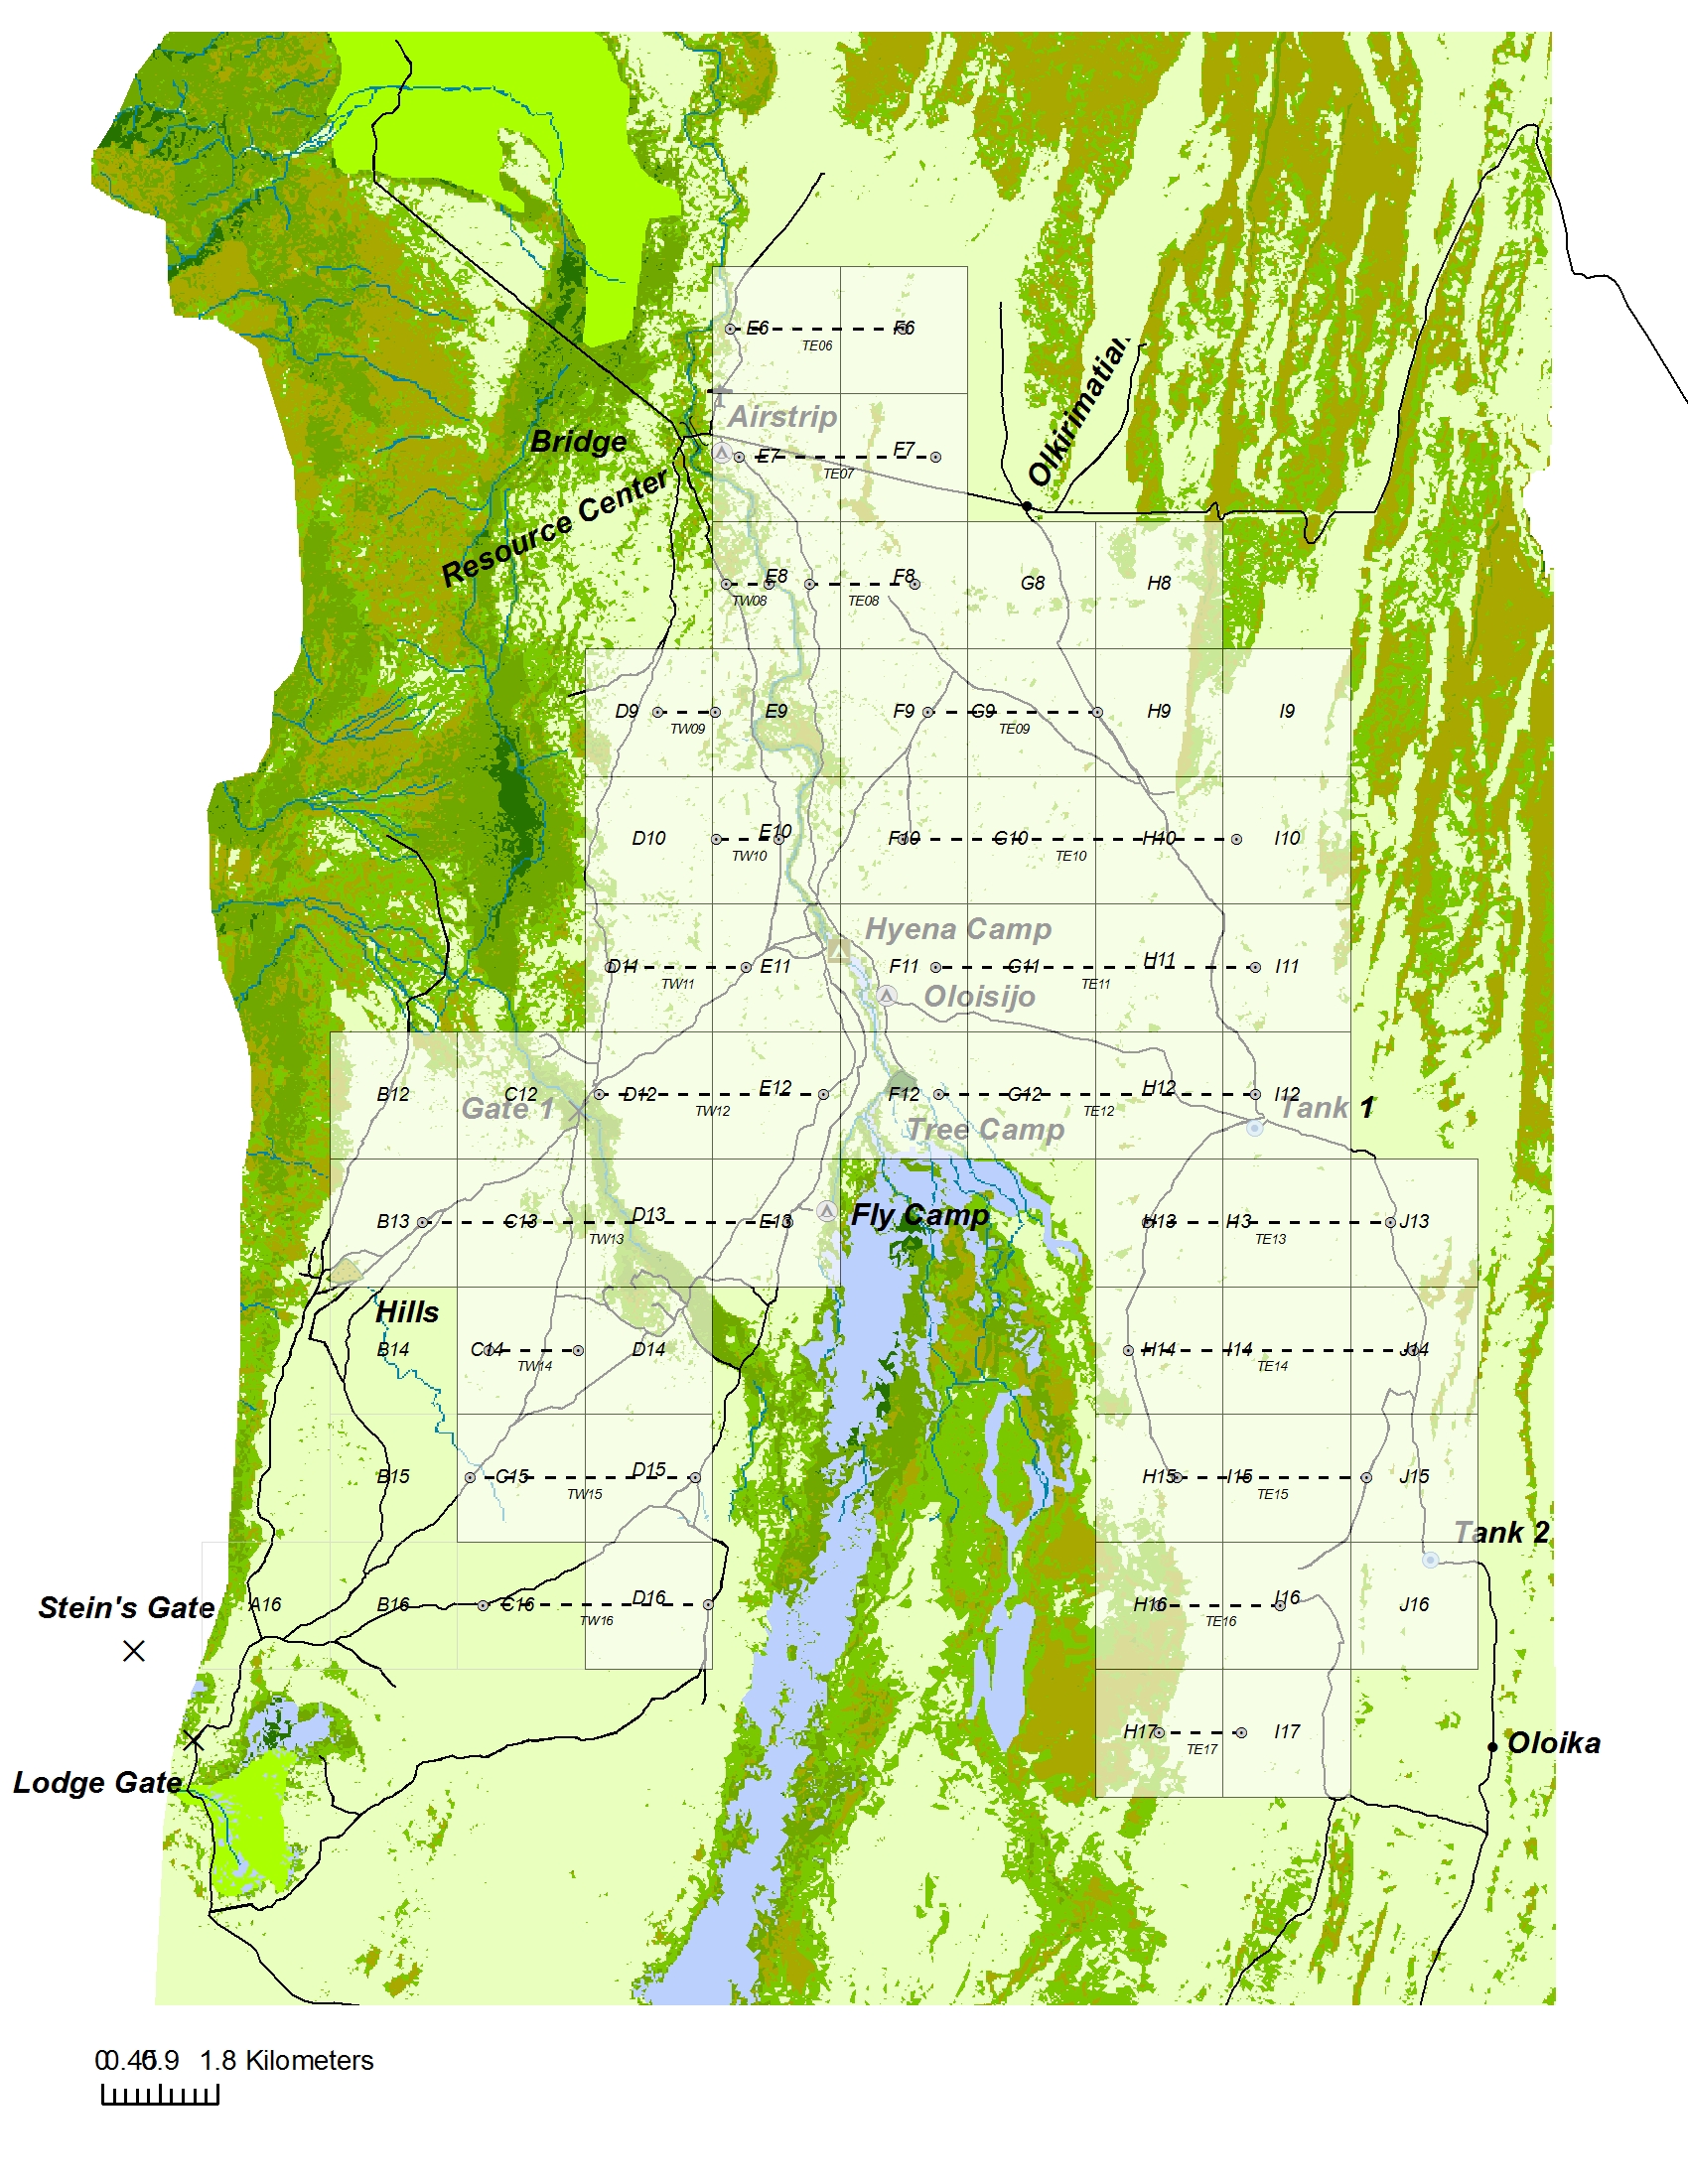 E6 F6
TE06
Airstrip
Bridge
E7 F7
TE07
Olkirimatian
Resource Center
E8 F8 G8 H8
TW08 TE08
D9 E9 F9 G9 H9 I9
TW09 TE09
D10 E10 F10 G10 H10 I10
TW10 TE10
Hyena Camp
D11 E11 F11 G11 H11 I11
TW11 TE11
Oloisijo
B12 C12 D12 E12 F12 G12 H12 I12
Gate 1 TW12 TE12 Tank 1
Tree Camp
B13 C13 D13 E13 Fly Camp H13 H3 J13
TW13 TE13
Hills
B14 C14 D14 H14 I14 J14
TW14 TE14
B15 C15 D15 H15 I15 J15
TW15 TE15
Tank 2
Stein's Gate A16 B16 C16 D16 H16 I16 J16
TW16 TE16
H17 I17 Oloika
TE17
Lodge Gate
0 0.45 0.9 1.8 Kilometers